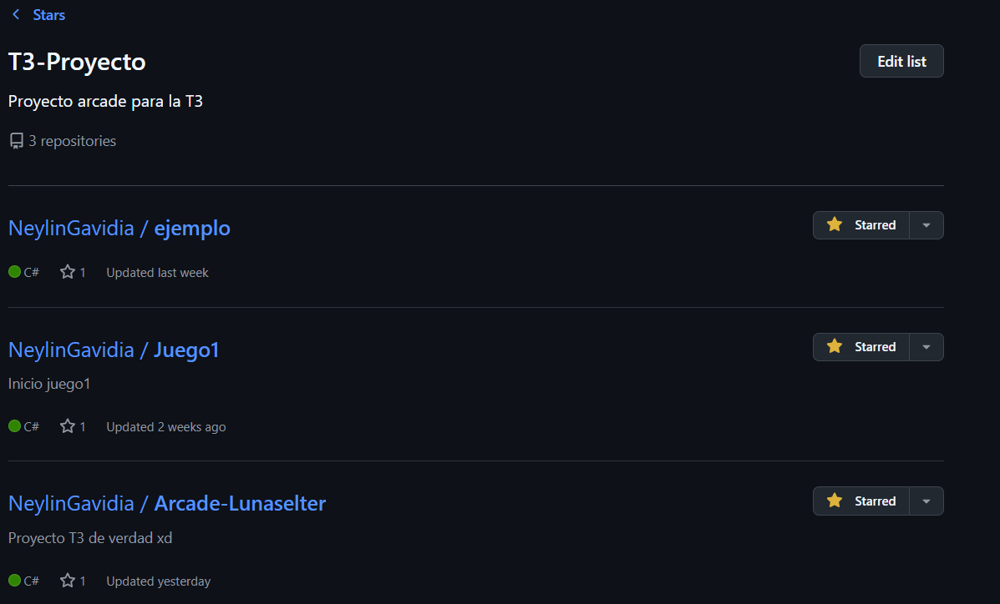 Stars
T3-Proyecto
Edit list
Proyecto arcade para la T3
3 repositories
NeylinGavidia / ejemplo
Starred
C# 1 Updated last week
NeylinGavidia / Juego1
Starred
Inicio juego1
C# 1 Updated 2 weeks ago
NeylinGavidia / Arcade-Lunaselter
Starred
Proyecto T3 de verdad xd
C# 1 Updated yesterday